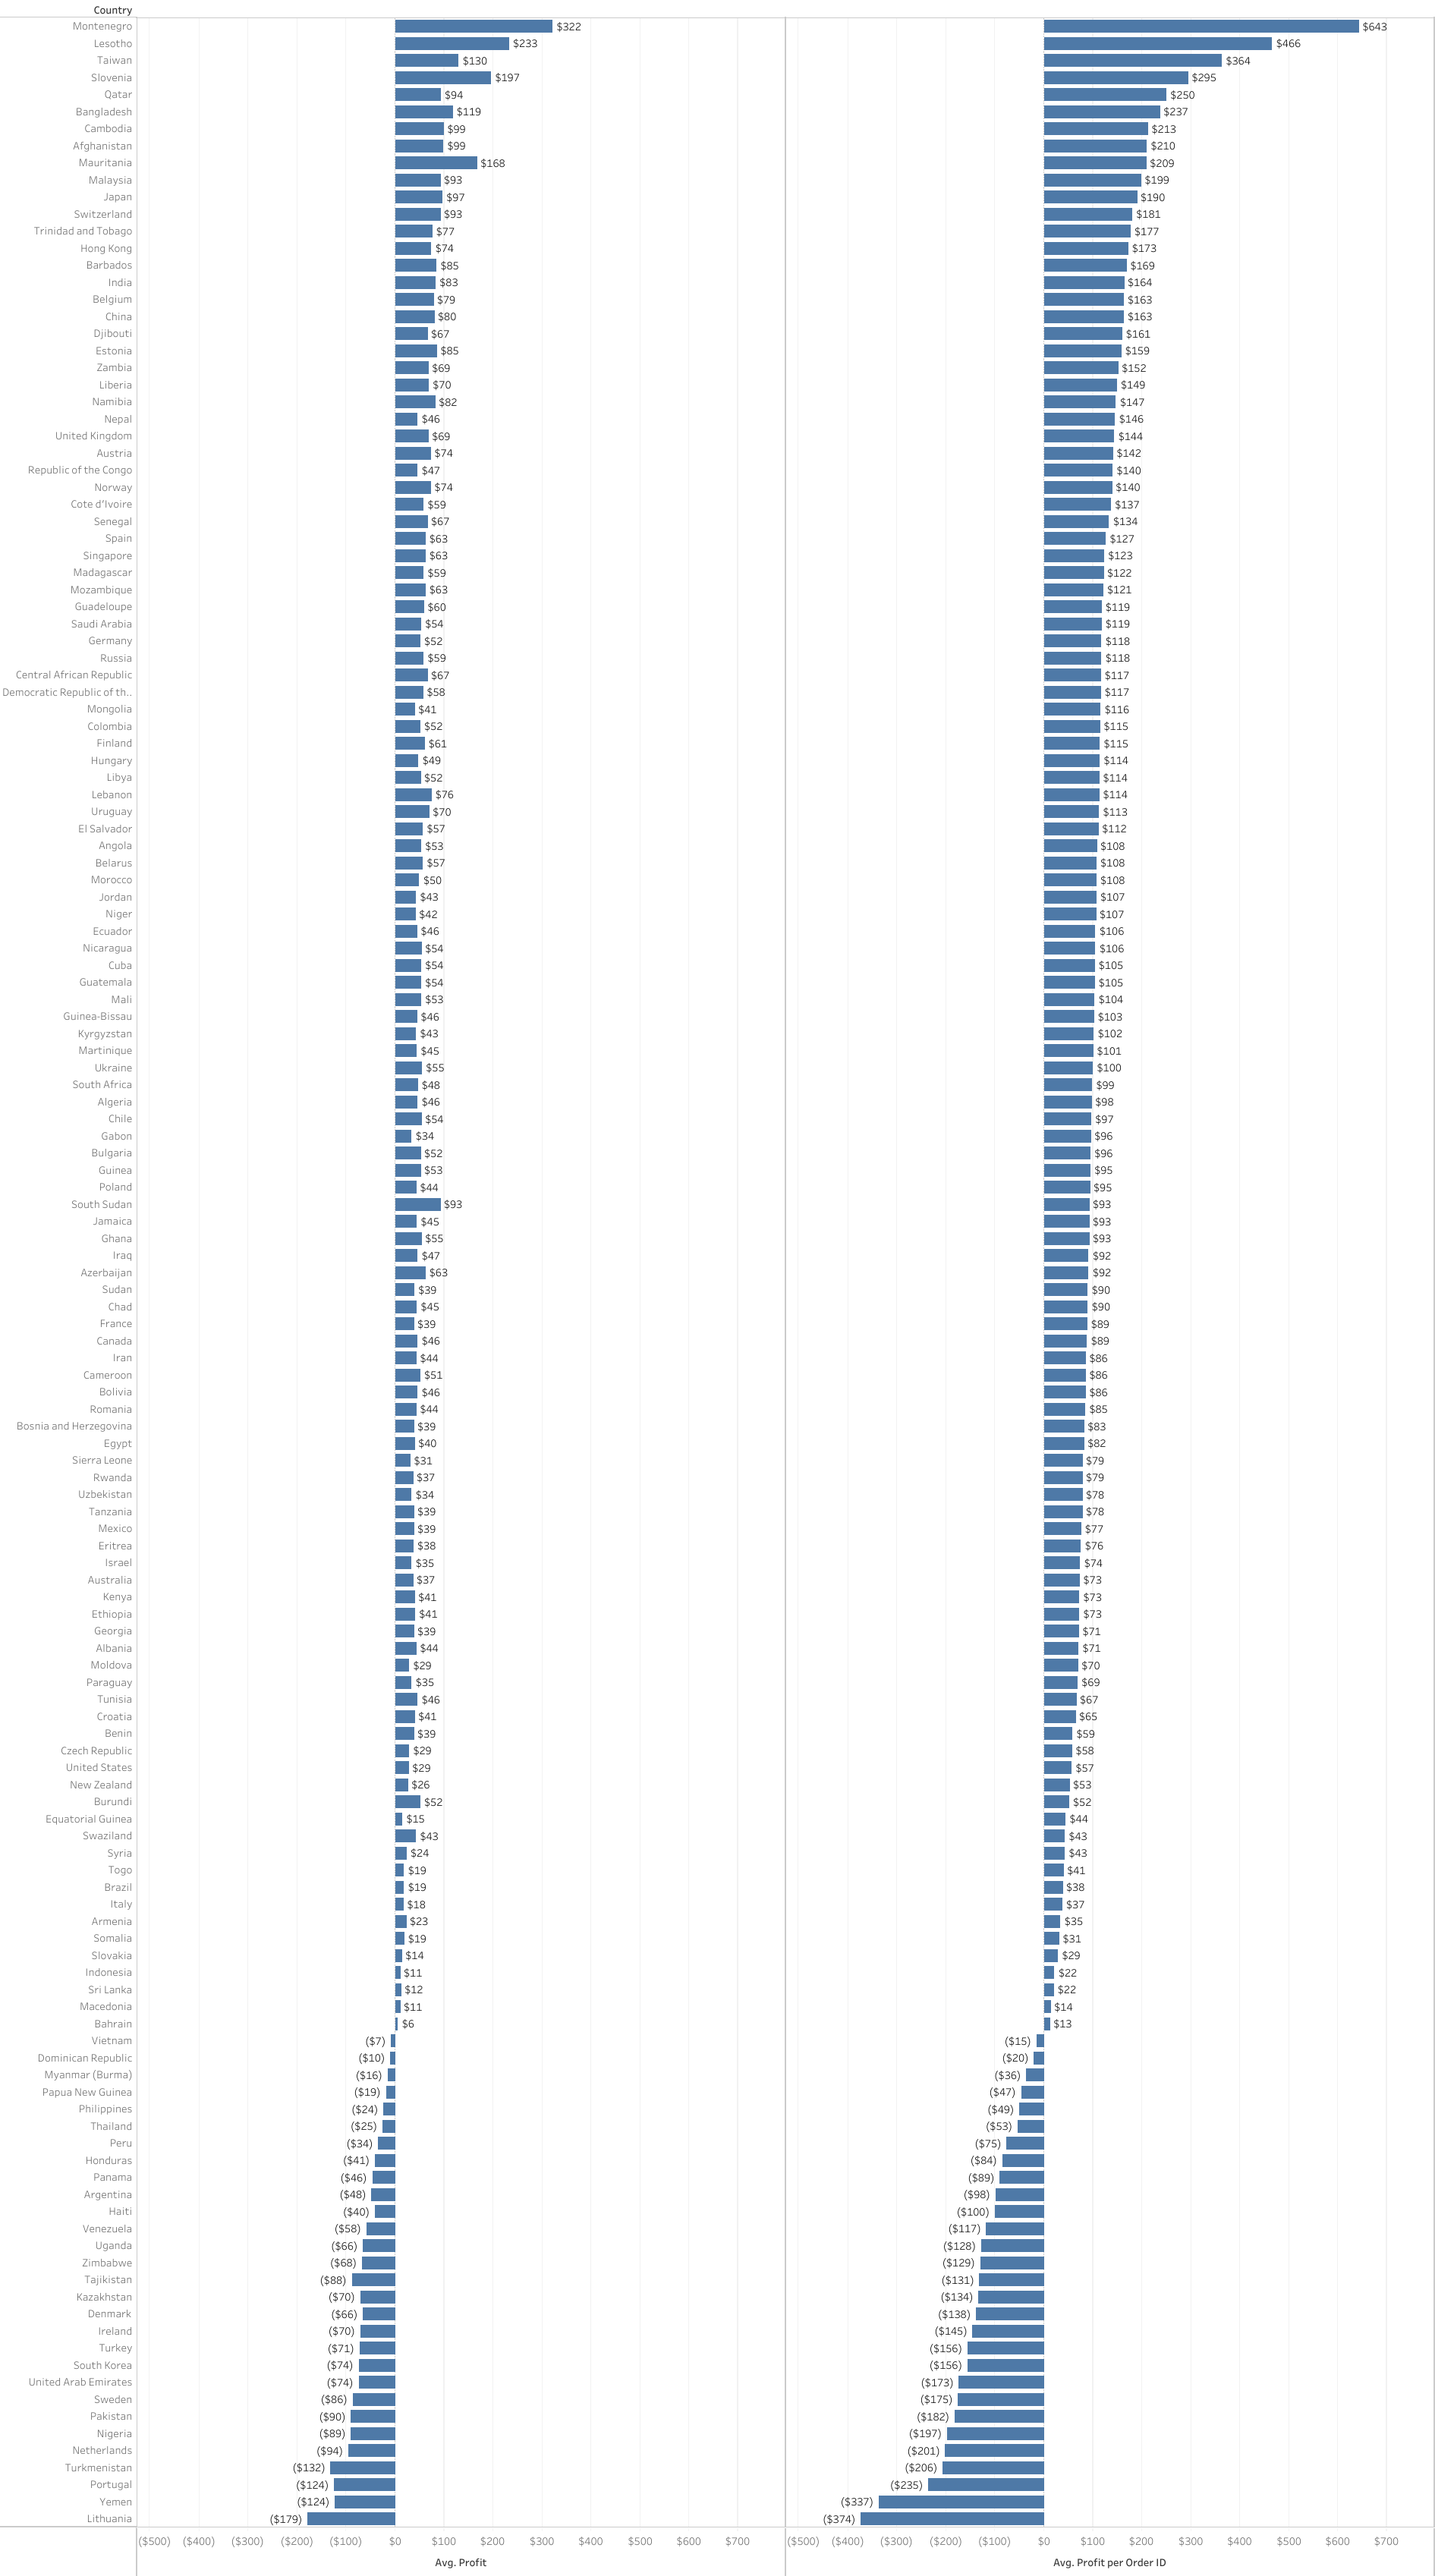 Country
Montenegro $322 $643
Lesotho $233 $466
Taiwan $130 $364
Slovenia $197 $295
Qatar $94 $250
Bangladesh $119 $237
Cambodia $99 $213
Afghanistan $99 $210
Mauritania $168 $209
Malaysia $93 $199
Japan $97 $190
Switzerland $93 $181
Trinidad and Tobago $77 $177
Hong Kong $74 $173
Barbados $85 $169
India $83 $164
Belgium $79 $163
China $80 $163
Djibouti $67 $161
Estonia $85 $159
Zambia $69 $152
Liberia $70 $149
Namibia $82 $147
Nepal $46 $146
United Kingdom $69 $144
Austria $74 $142
Republic of the Congo $47 $140
Norway $74 $140
Cote d'Ivoire $59 $137
Senegal $67 $134
Spain $63 $127
Singapore $63 $123
Madagascar $59 $122
Mozambique $63 $121
Guadeloupe $60 $119
Saudi Arabia $54 $119
Germany $52 $118
Russia $59 $118
Central African Republic $67 $117
Democratic Republic of th.. $58 $117
Mongolia $41 $116
Colombia $52 $115
Finland $61 $115
Hungary $49 $114
Libya $52 $114
Lebanon $76 $114
Uruguay $70 $113
El Salvador $57 $112
Angola $53 $108
Belarus $57 $108
Morocco $50 $108
Jordan $43 $107
Niger $42 $107
Ecuador $46 $106
Nicaragua $54 $106
Cuba $54 $105
Guatemala $54 $105
Mali $53 $104
Guinea-Bissau $46 $103
Kyrgyzstan $43 $102
Martinique $45 $101
Ukraine $55 $100
South Africa $48 $99
Algeria $46 $98
Chile $54 $97
Gabon $34 $96
Bulgaria $52 $96
Guinea $53 $95
Poland $44 $95
South Sudan $93 $93
Jamaica $45 $93
Ghana $55 $93
Iraq $47 $92
Azerbaijan $63 $92
Sudan $39 $90
Chad $45 $90
France $39 $89
Canada $46 $89
Iran $44 $86
Cameroon $51 $86
Bolivia $46 $86
Romania $44 $85
Bosnia and Herzegovina $39 $83
Egypt $40 $82
Sierra Leone $31 $79
Rwanda $37 $79
Uzbekistan $34 $78
Tanzania $39 $78
Mexico $39 $77
Eritrea $38 $76
Israel $35 $74
Australia $37 $73
Kenya $41 $73
Ethiopia $41 $73
Georgia $39 $71
Albania $44 $71
Moldova $29 $70
Paraguay $35 $69
Tunisia $46 $67
Croatia $41 $65
Benin $39 $59
Czech Republic $29 $58
United States $29 $57
New Zealand $26 $53
Burundi $52 $52
Equatorial Guinea $15 $44
Swaziland $43 $43
Syria $24 $43
Togo $19 $41
Brazil $19 $38
Italy $18 $37
Armenia $23 $35
Somalia $19 $31
Slovakia $14 $29
Indonesia $11 $22
Sri Lanka $12 $22
Macedonia $11 $14
Bahrain $6 $13
Vietnam ($7) ($15)
Dominican Republic ($10) ($20)
Myanmar (Burma) ($16) ($36)
Papua New Guinea ($19) ($47)
Philippines ($24) ($49)
Thailand ($25) ($53)
Peru ($34) ($75)
Honduras ($41) ($84)
Panama ($46) ($89)
Argentina ($48) ($98)
Haiti ($40) ($100)
Venezuela ($58) ($117)
Uganda ($66) ($128)
Zimbabwe ($68) ($129)
Tajikistan ($88) ($131)
Kazakhstan ($70) ($134)
Denmark ($66) ($138)
Ireland ($70) ($145)
Turkey ($71) ($156)
South Korea ($74) ($156)
United Arab Emirates ($74) ($173)
Sweden ($86) ($175)
Pakistan ($90) ($182)
Nigeria ($89) ($197)
Netherlands ($94) ($201)
Turkmenistan ($132) ($206)
Portugal ($124) ($235)
Yemen ($124) ($337)
Lithuania ($179) ($374)
($500) ($400) ($300) ($200) ($100) $0 $100 $200 $300 $400 $500 $600 $700 ($500) ($400) ($300) ($200) ($100) $0 $100 $200 $300 $400 $500 $600 $700
Avg. Profit Avg. Profit per Order ID